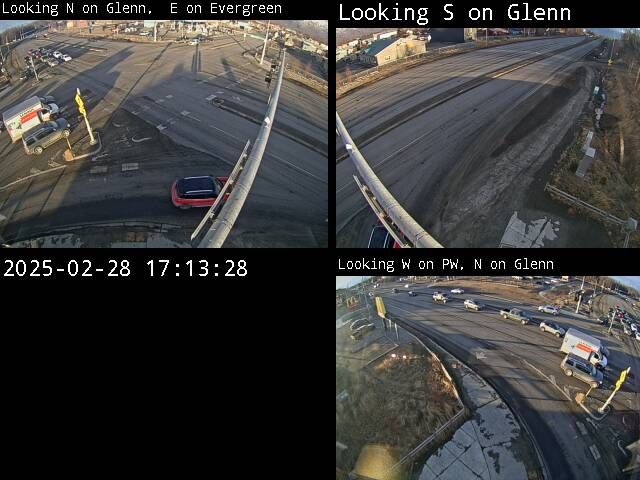 Looking N on Glenn,  E on Evergreen
Looking S on Glenn
2025-02-28 17:13:28
Looking W on PW, N on Glenn